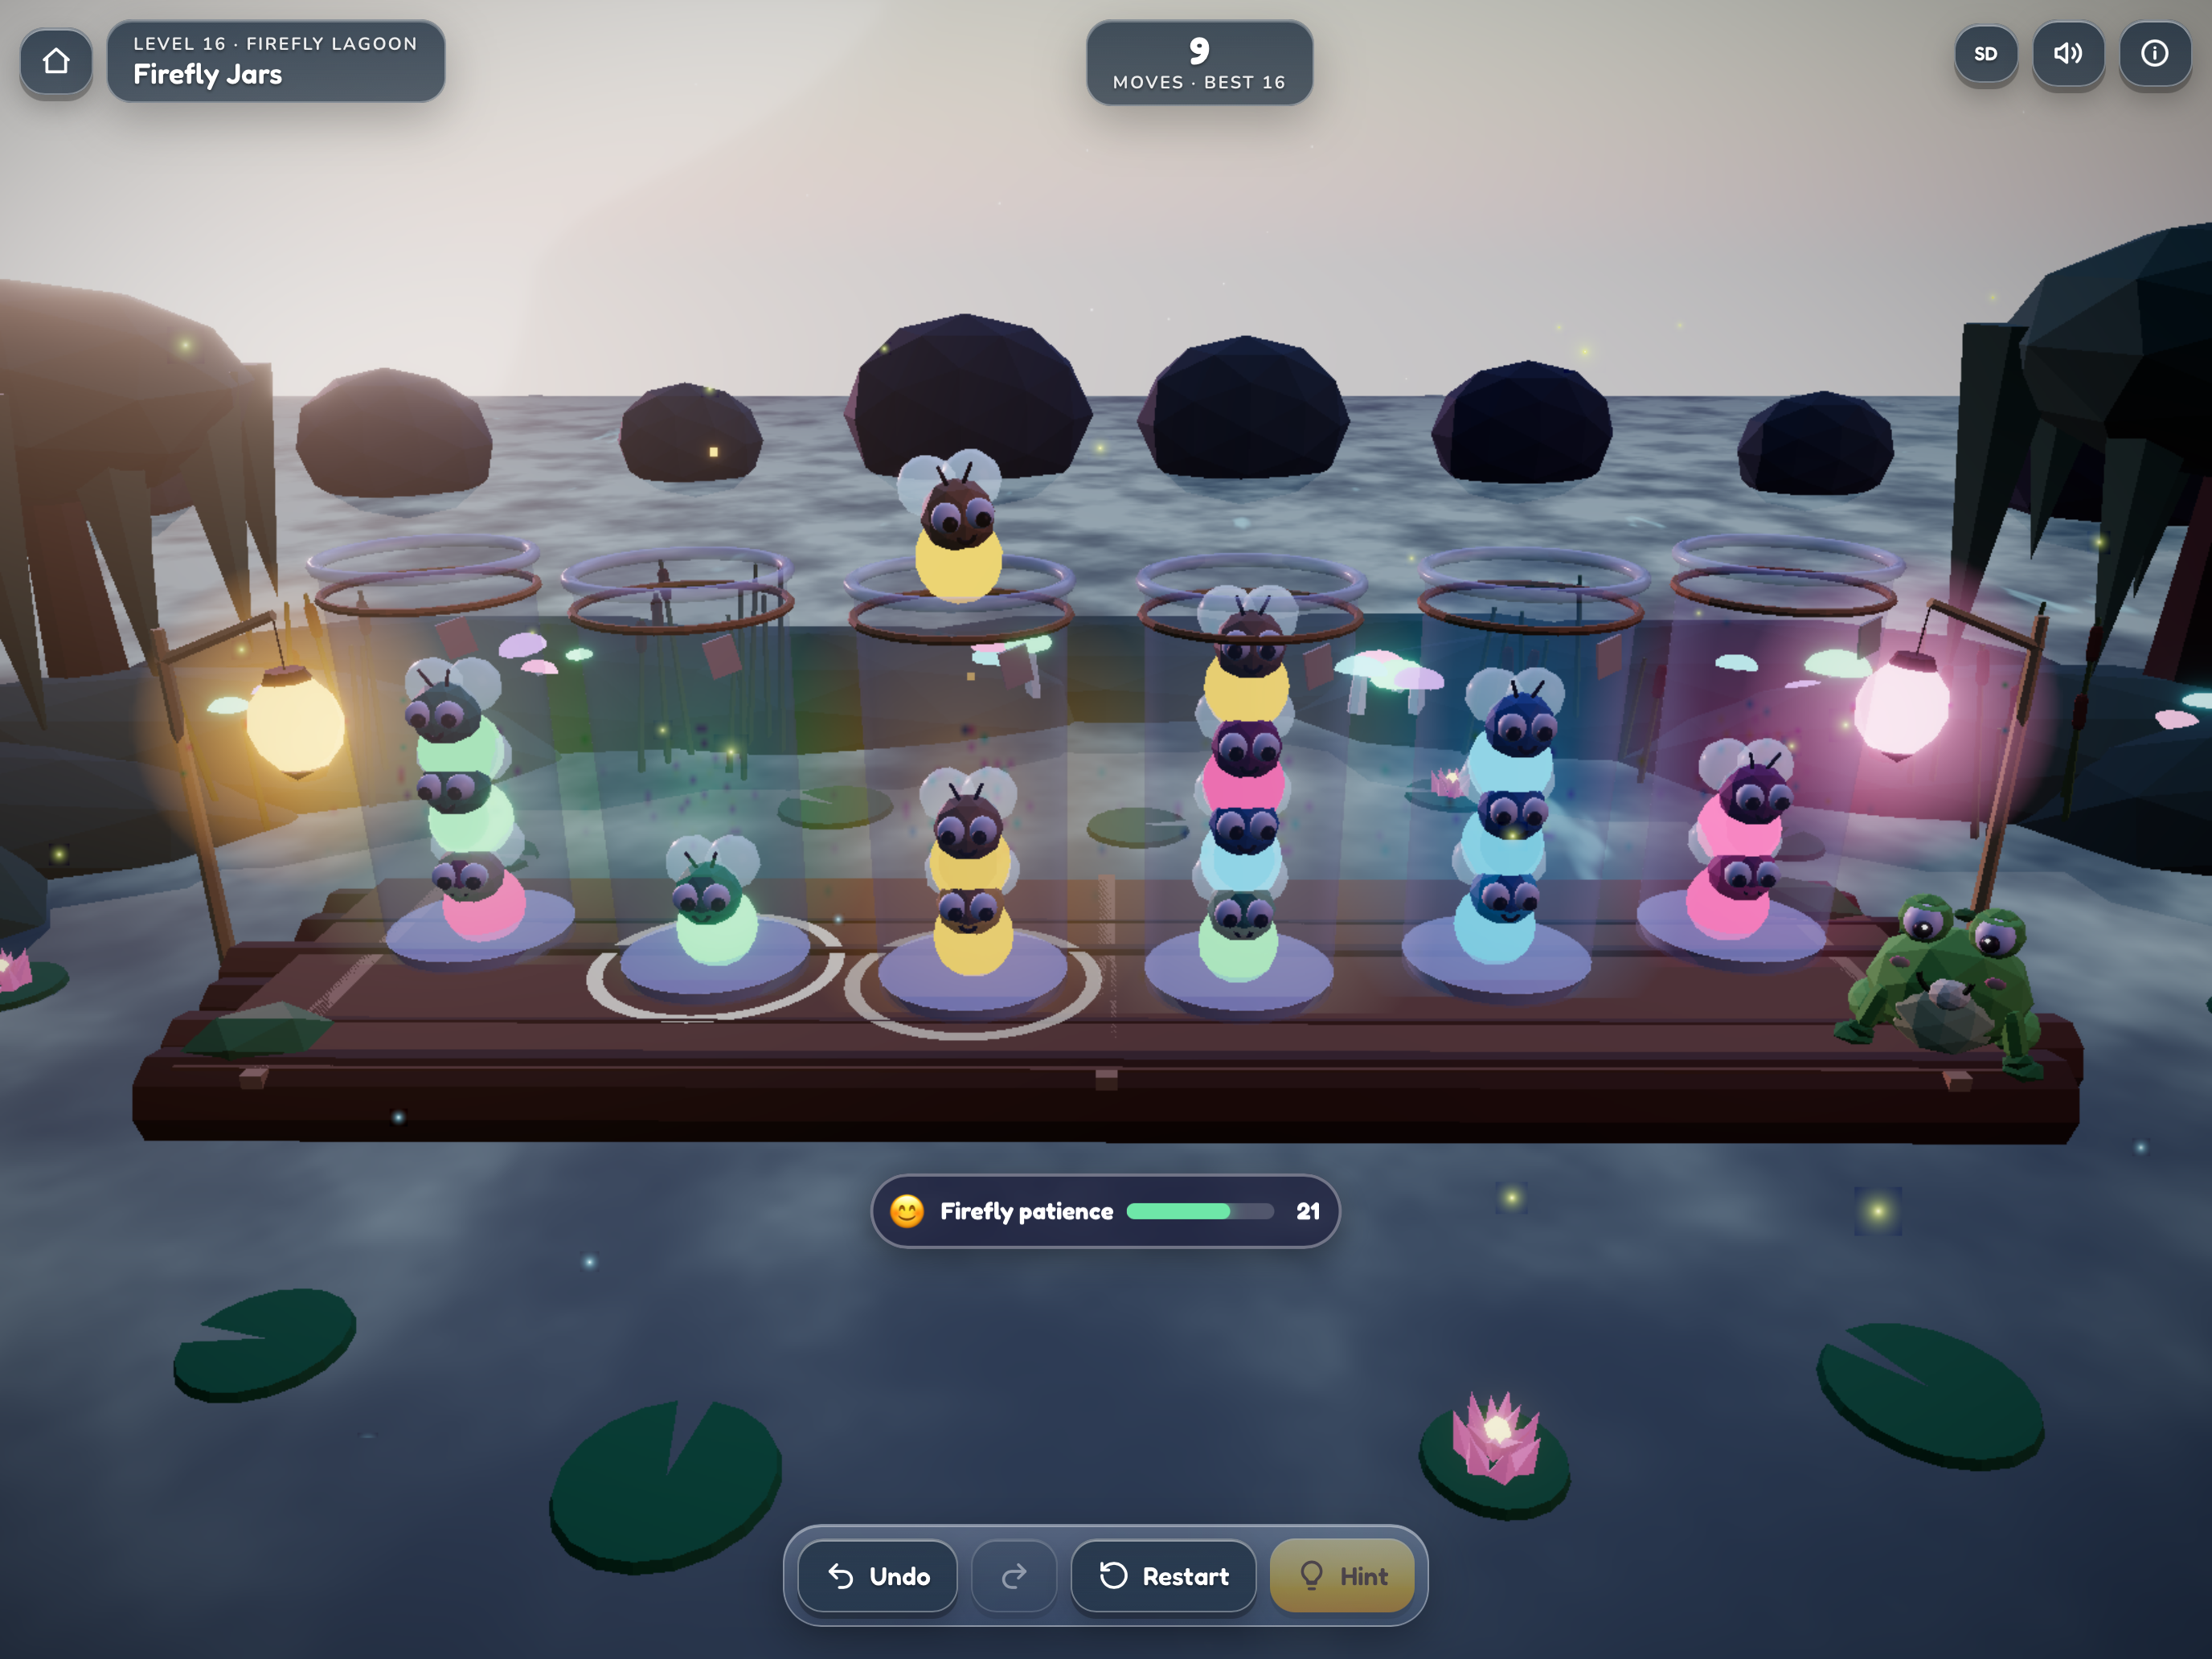 LEVEL 16 · FIREFLY LAGOON
Firefly Jars
9
MOVES · BEST 16
SD
Firefly patience 21
Undo
Restart
Hint